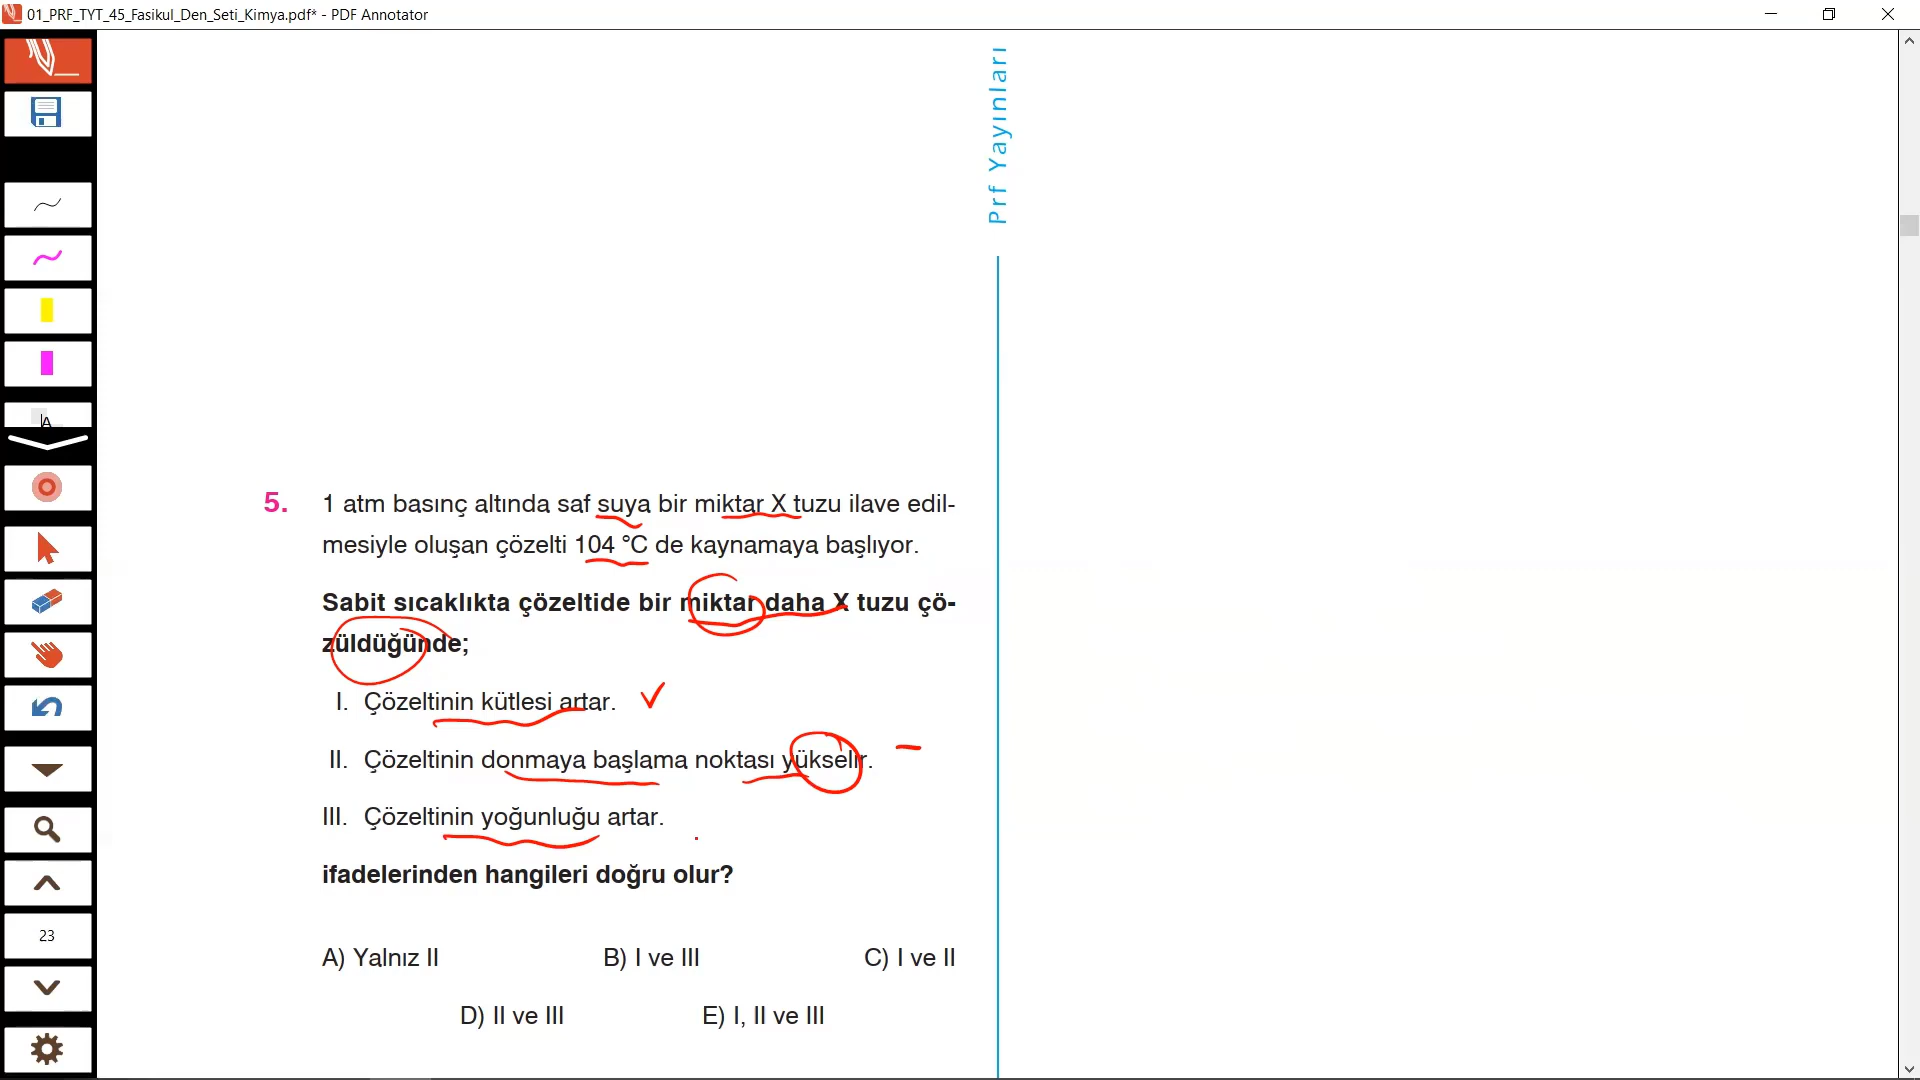 01_PRF_TYT_45_Fasikul_Den_Seti_Kimya.pdf* - PDF Annotator
Prf Yayınları
A
5. 1 atm basınç altında saf suya bir miktar X tuzu ilave edil-
mesiyle oluşan çözelti 104 °C de kaynamaya başlıyor.
Sabit sıcaklıkta çözeltide bir miktar daha X tuzu çö-
züldüğünde;
I. Çözeltinin kütlesi artar.
II. Çözeltinin donmaya başlama noktası yükselir.
III. Çözeltinin yoğunluğu artar.
ifadelerinden hangileri doğru olur?
A) Yalnız II B) I ve III C) I ve II
D) II ve III E) I, II ve III
23